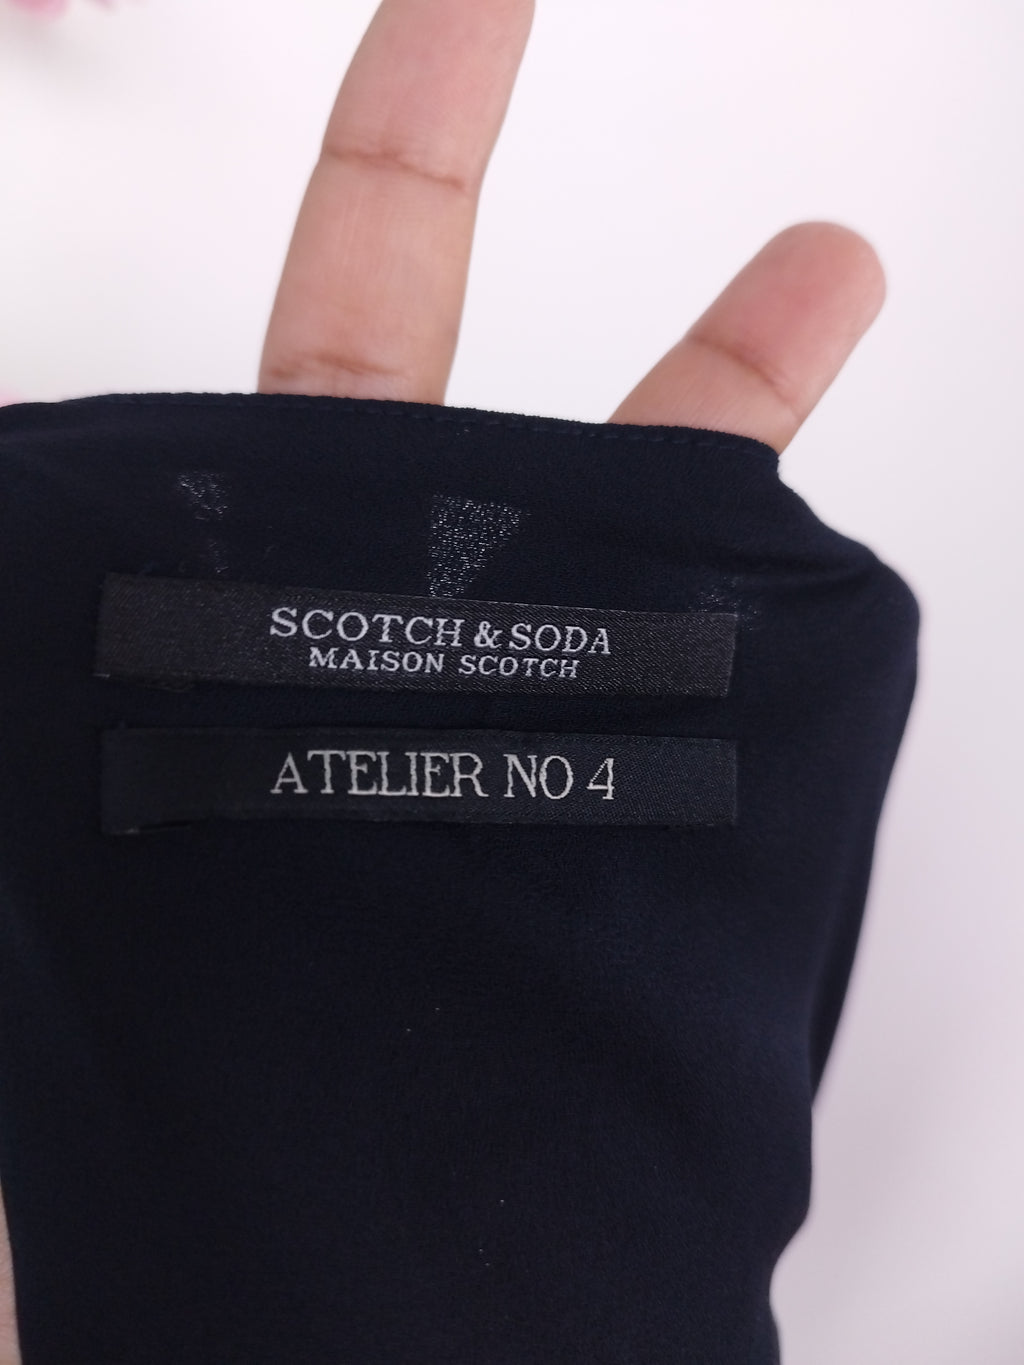 SCOTCH & SODA
MAISON SCOTCH
ATELIER NO 4